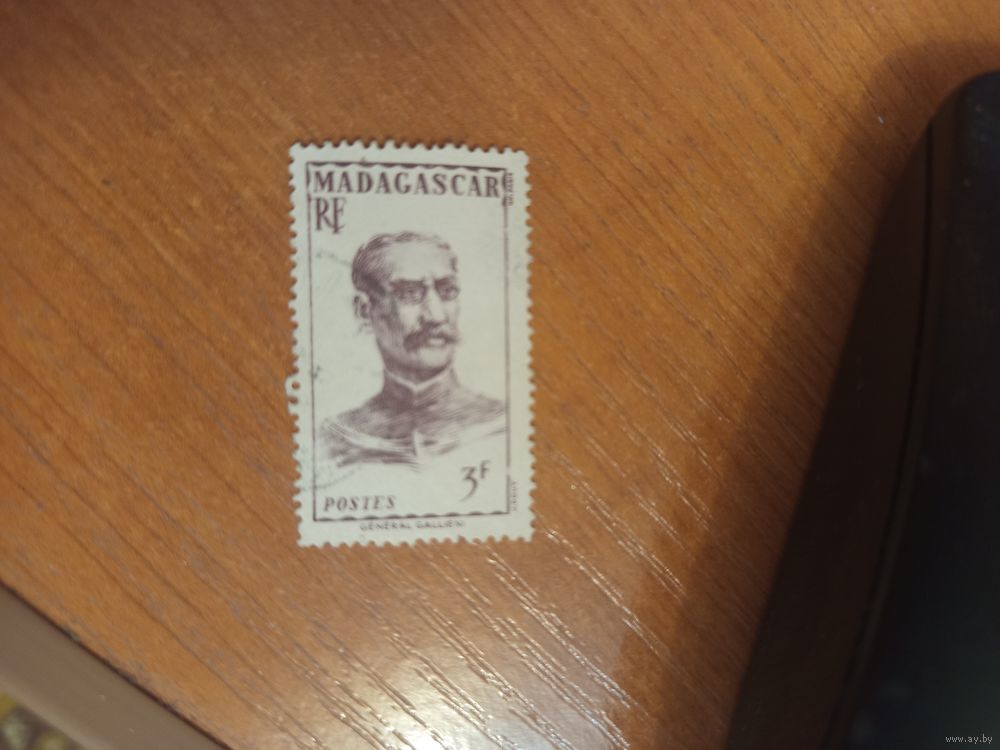 MADAGASCAR
RF
3F
POSTES
GÉNÉRAL GALLIENI
www.ay.by